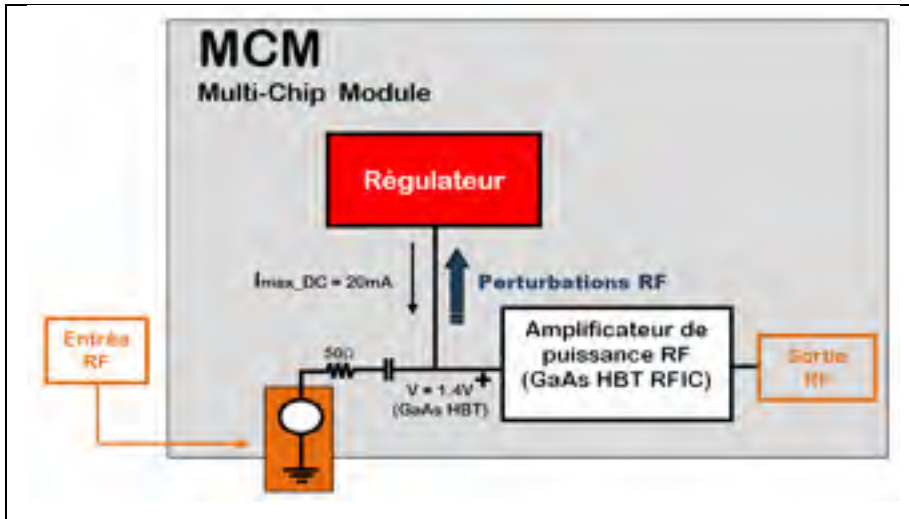 MCM
Multi-Chip Module
Régulateur
Imax_DC = 20mA
Perturbations RF
Entrée
RF
50Ω
V = 1.4V
(GaAs HBT)
+
Amplificateur de
puissance RF
(GaAs HBT RFIC)
Sortie
RF